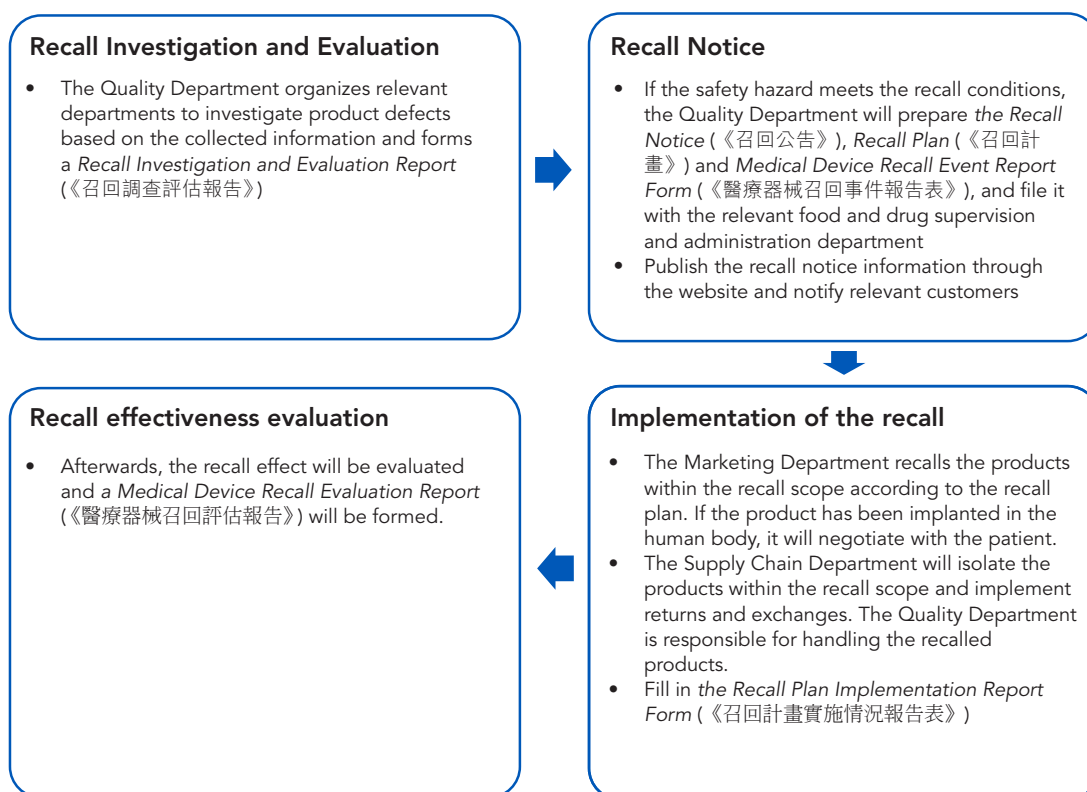 Recall Investigation and Evaluation
• The Quality Department organizes relevant
departments to investigate product defects
based on the collected information and forms
a Recall Investigation and Evaluation Report
(《召回調查評估報告》)
Recall Notice
• If the safety hazard meets the recall conditions,
the Quality Department will prepare the Recall
Notice (《召回公告》), Recall Plan (《召回計
畫》) and Medical Device Recall Event Report
Form (《醫療器械召回事件報告表》), and file it
with the relevant food and drug supervision
and administration department
• Publish the recall notice information through
the website and notify relevant customers
Implementation of the recall
• The Marketing Department recalls the products
within the recall scope according to the recall
plan. If the product has been implanted in the
human body, it will negotiate with the patient.
• The Supply Chain Department will isolate the
products within the recall scope and implement
returns and exchanges. The Quality Department
is responsible for handling the recalled
products.
• Fill in the Recall Plan Implementation Report
Form (《召回計畫實施情況報告表》)
Recall effectiveness evaluation
• Afterwards, the recall effect will be evaluated
and a Medical Device Recall Evaluation Report
(《醫療器械召回評估報告》) will be formed.